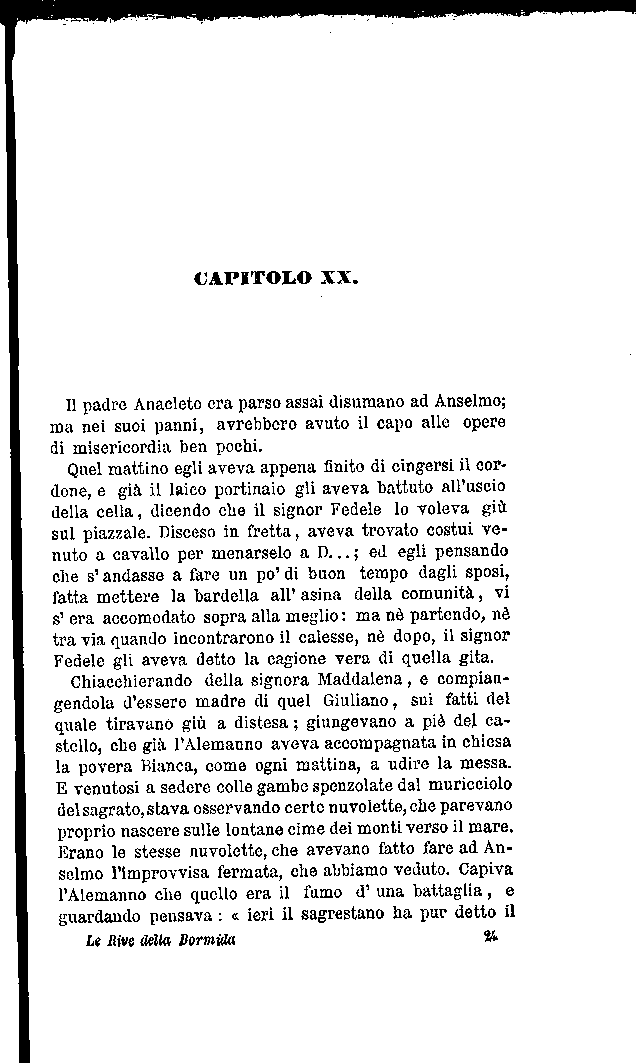 CAPITOLO XX.
Il padre Anacleto era parso assai disumano ad Anselmo;
ma nei suoi panni, avrebbero avuto il capo alle opere
di misericordia ben pochi.
Quel mattino egli aveva appena finito di cingersi il cor-
done, e già il laico portinaio gli aveva battuto all'uscio
della cella, dicendo che il signor Fedele lo voleva giù
sul piazzale. Disceso in fretta, aveva trovato costui ve-
nuto a cavallo per menarselo a D...; ed egli pensando
che s'andasse a fare un po' di buon tempo dagli sposi,
fatta mettere la bardella all'asina della comunità, vi
s'era accomodato sopra alla meglio: ma nè partendo, nè
tra via quando incontrarono il calesse, nè dopo, il signor
Fedele gli aveva detto la cagione vera di quella gita.
Chiacchierando della signora Maddalena, e compian-
gendola d'essere madre di quel Giuliano, sui fatti del
quale tiravano giù a distesa; giungevano a piè del ca-
stello, che già l'Alemanno aveva accompagnata in chiesa
la povera Bianca, come ogni mattina, a udire la messa.
E venutosi a sedere colle gambe spenzolate dal muricciolo
del sagrato, stava osservando certe nuvolette, che parevano
proprio nascere sulle lontane cime dei monti verso il mare.
Erano le stesse nuvolette, che avevano fatto fare ad An-
selmo l'improvvisa fermata, che abbiamo veduto. Capiva
l'Alemanno che quello era il fumo d'una battaglia, e
guardando pensava: « ieri il sagrestano ha pur detto il
Le Rive della Bormida 24